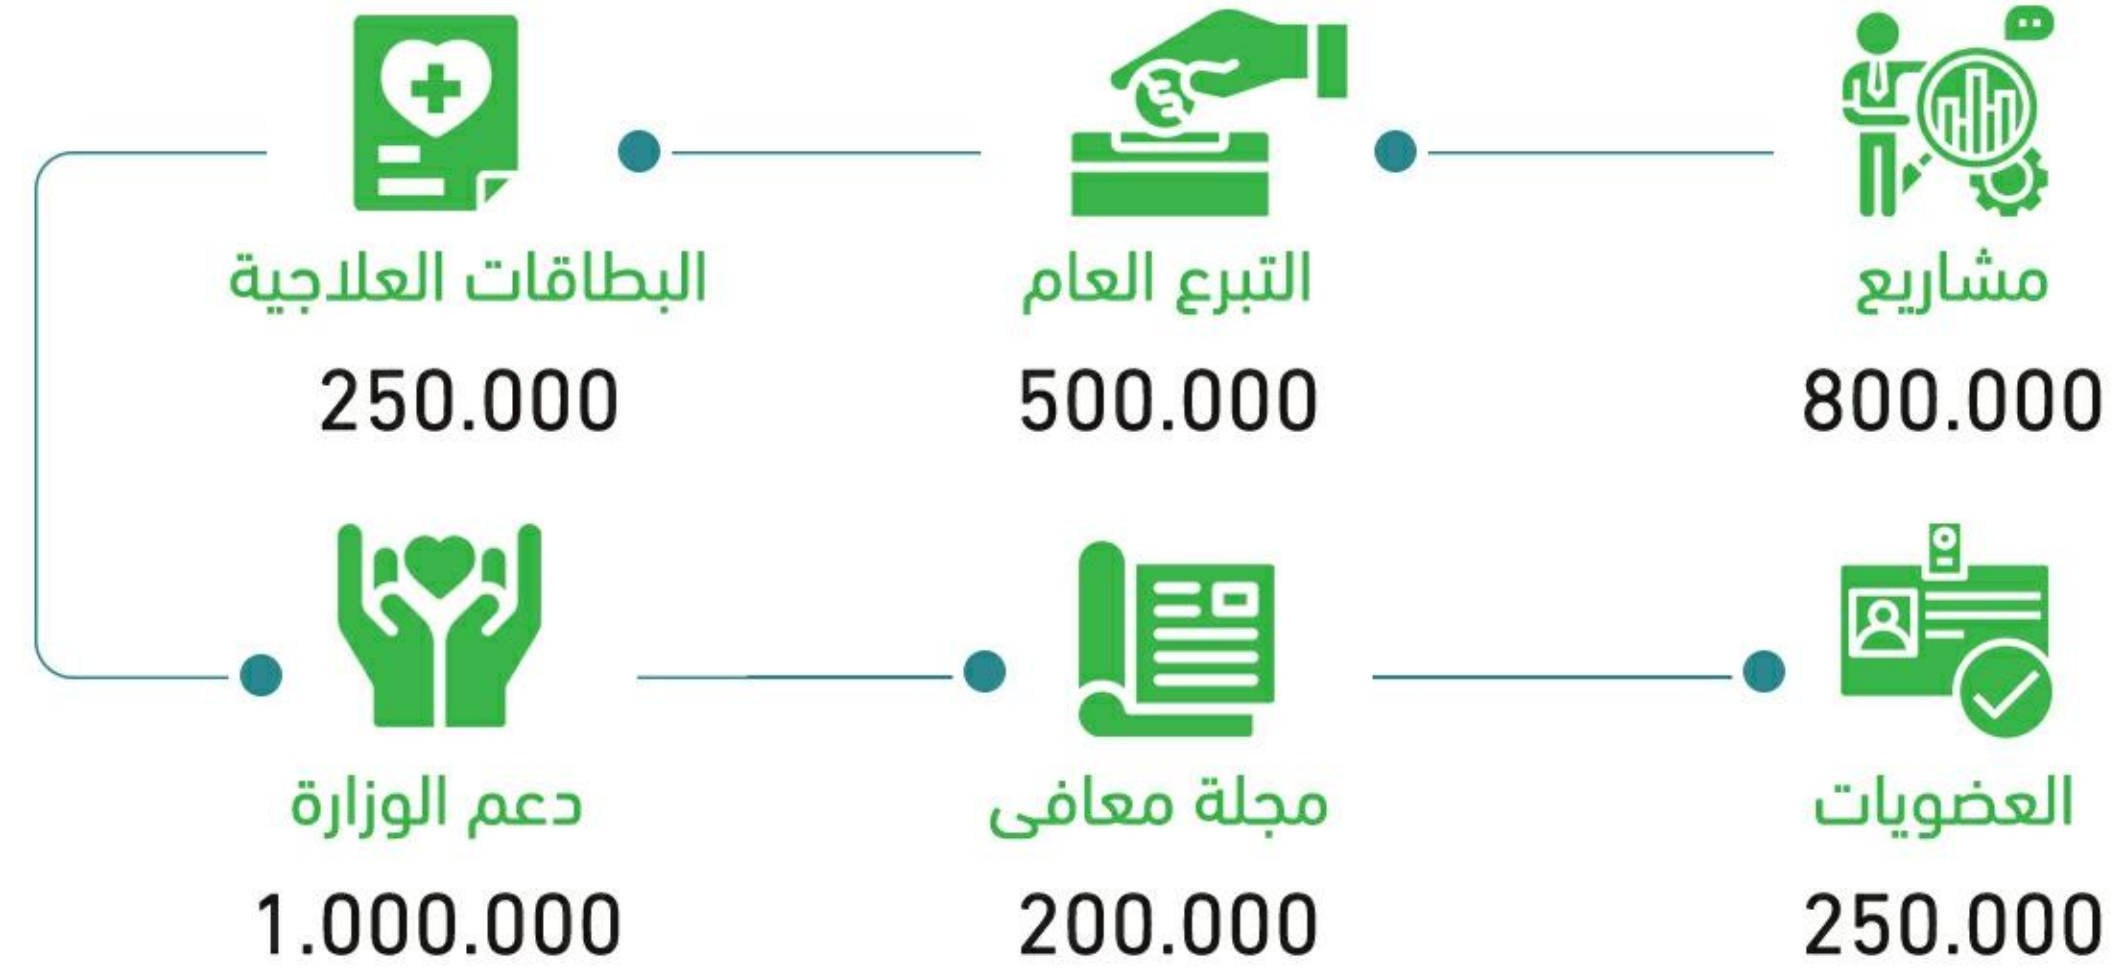 مشاريع
800.000
التبرع العام
500.000
البطاقات العلاجية
250.000
دعم الوزارة
1.000.000
مجلة معافى
200.000
العضويات
250.000